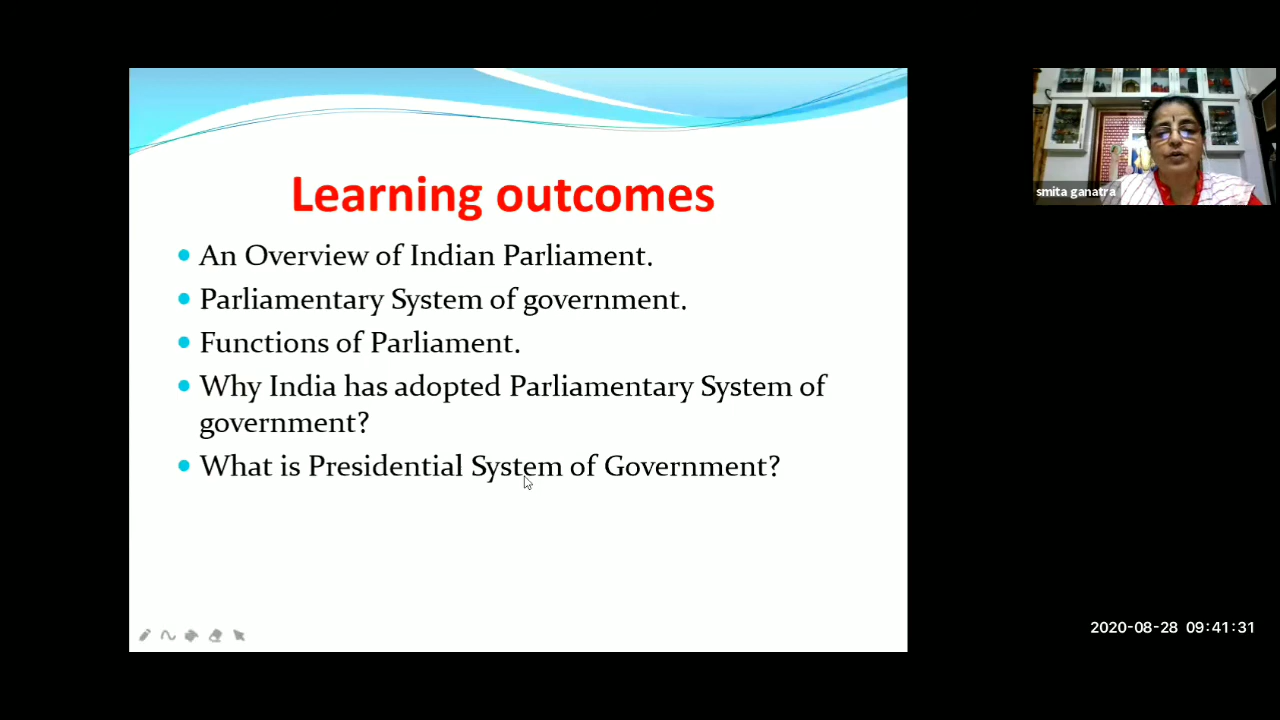 Learning outcomes
An Overview of Indian Parliament.
Parliamentary System of government.
Functions of Parliament.
Why India has adopted Parliamentary System of
government?
What is Presidential System of Government?
smita ganatra
2020-08-28 09:41:31